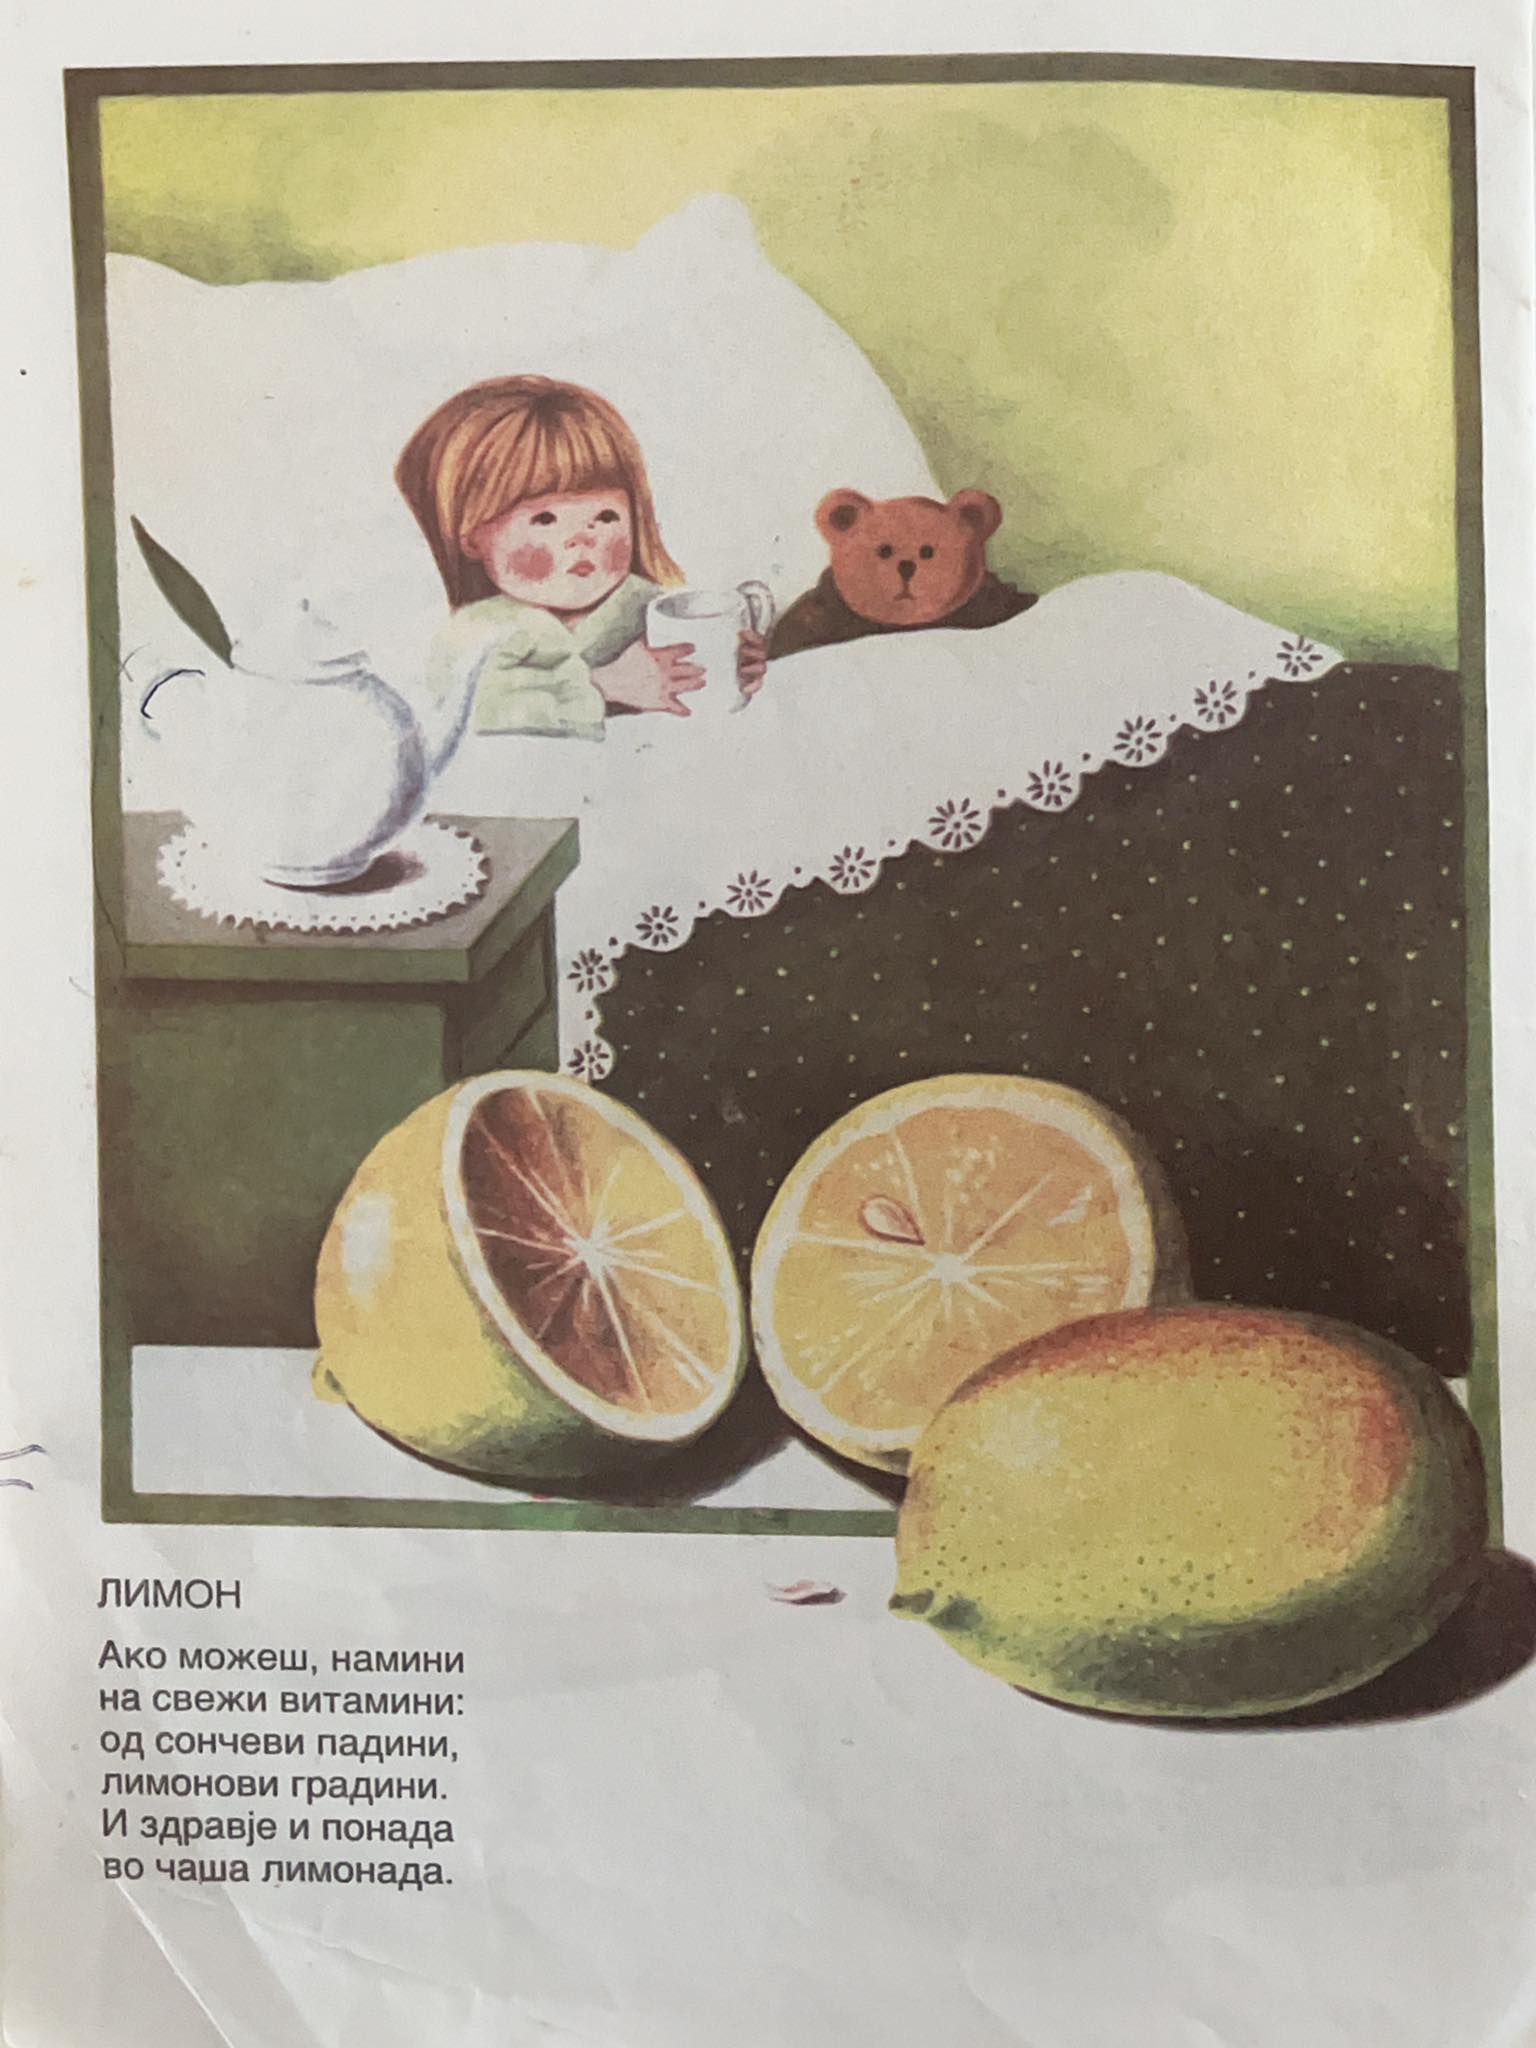 ЛИМОН
Ако можеш, намини
на свежи витамини:
од сончеви падини,
лимонови градини.
И здравје и понада
во чаша лимонада.